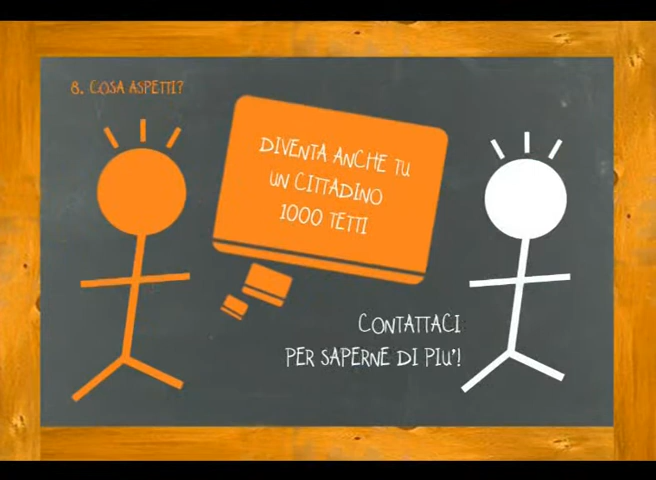 8. COSA ASPETTI?
DIVENTA ANCHE TU
UN CITTADINO
1000 TETTI
CONTATTACI
PER SAPERNE DI PIU'!